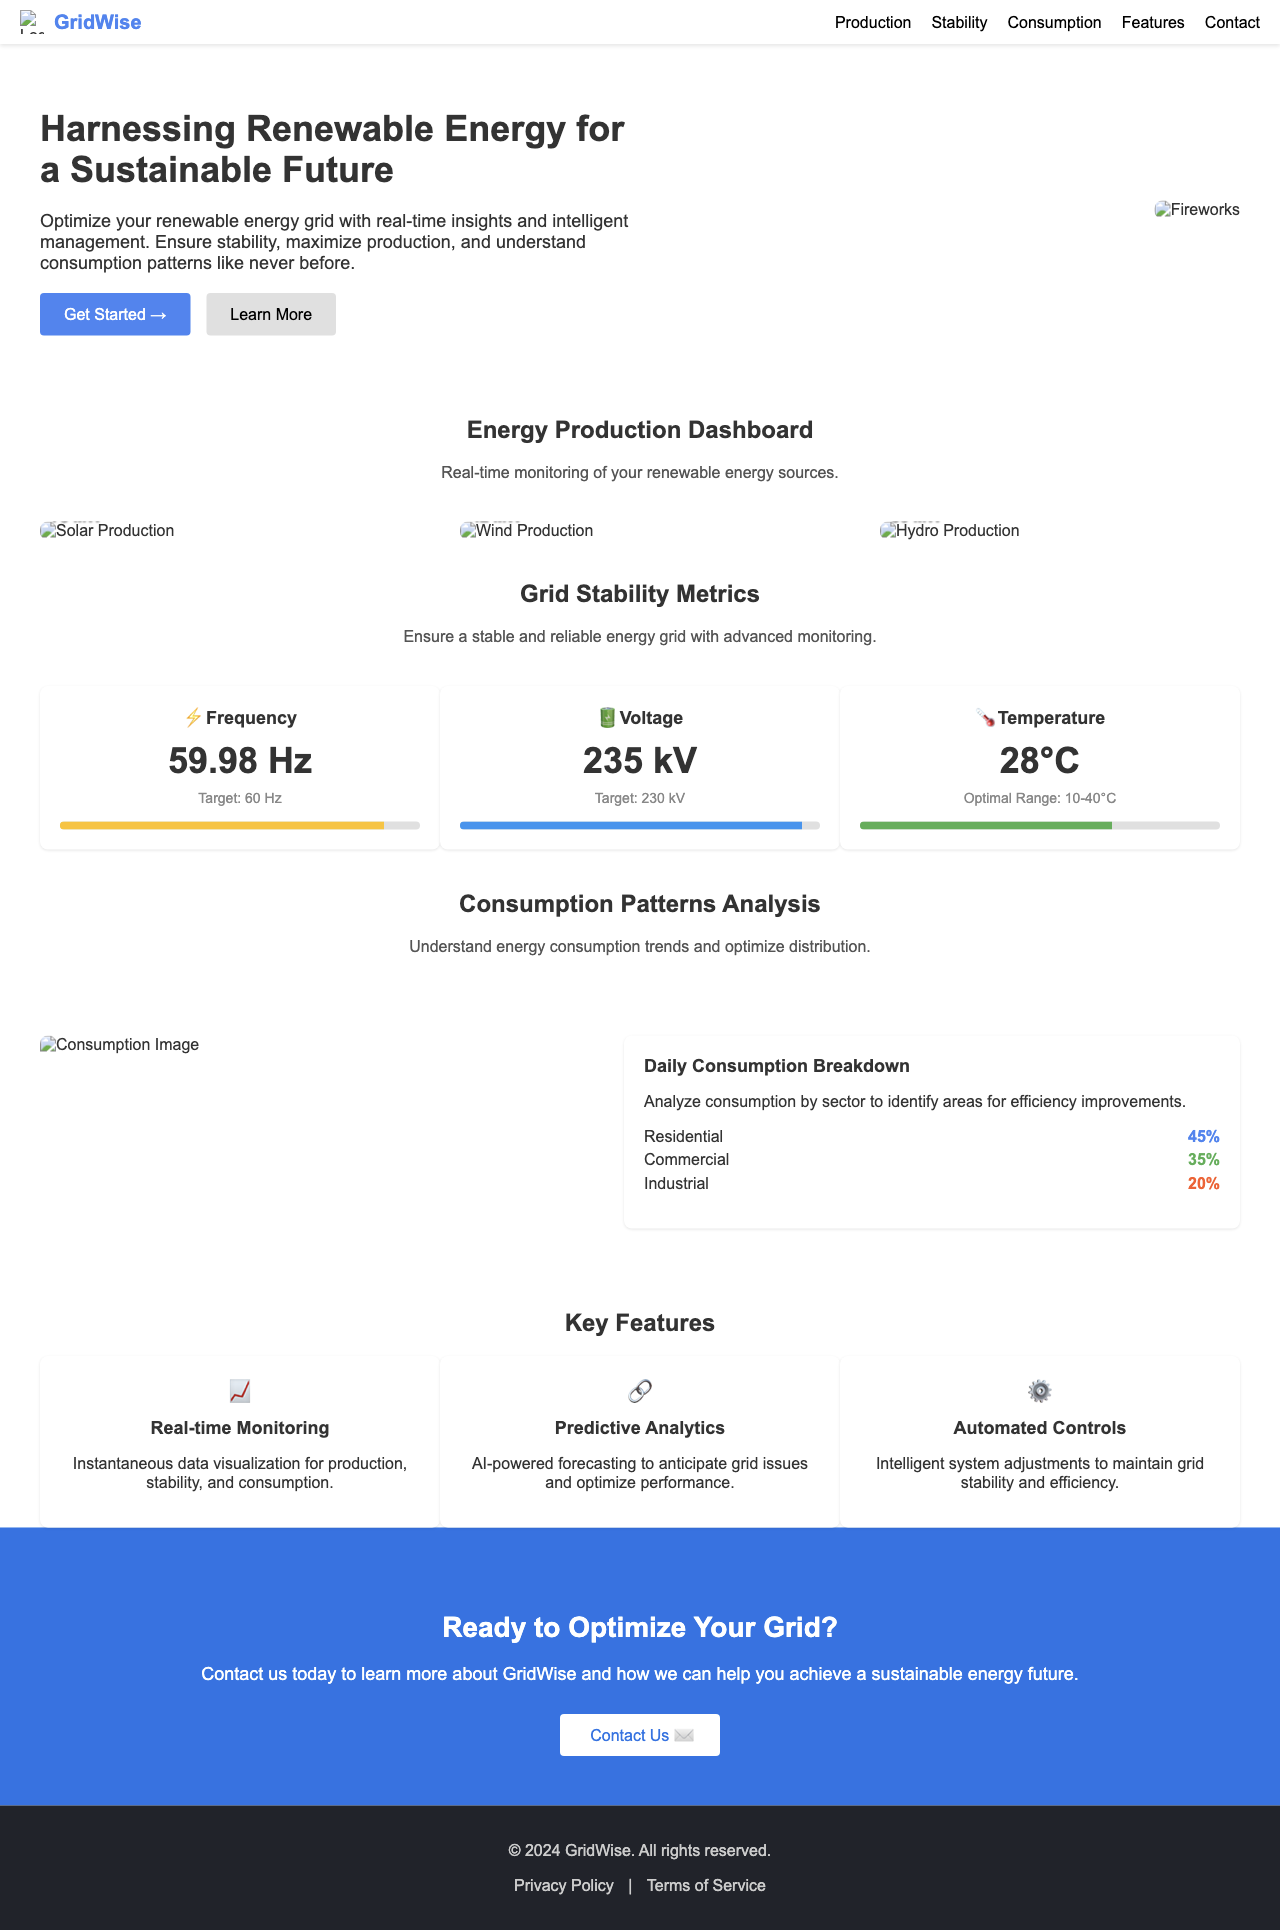 GridWise
Production Stability Consumption Features Contact
Harnessing Renewable Energy for
a Sustainable Future
Optimize your renewable energy grid with real-time insights and intelligent
management. Ensure stability, maximize production, and understand
consumption patterns like never before.
Fireworks
Get Started → Learn More
Energy Production Dashboard
Real-time monitoring of your renewable energy sources.
Solar Production
Wind Production
Hydro Production
Grid Stability Metrics
Ensure a stable and reliable energy grid with advanced monitoring.
⚡Frequency
59.98 Hz
Target: 60 Hz
Voltage
235 kV
Target: 230 kV
🌡️Temperature
28°C
Optimal Range: 10-40°C
Consumption Patterns Analysis
Understand energy consumption trends and optimize distribution.
Consumption Image
Daily Consumption Breakdown
Analyze consumption by sector to identify areas for efficiency improvements.
Residential 45%
Commercial 35%
Industrial 20%
Key Features
Real-time Monitoring
Instantaneous data visualization for production,
stability, and consumption.
Predictive Analytics
AI-powered forecasting to anticipate grid issues
and optimize performance.
Automated Controls
Intelligent system adjustments to maintain grid
stability and efficiency.
Ready to Optimize Your Grid?
Contact us today to learn more about GridWise and how we can help you achieve a sustainable energy future.
Contact Us ✉️
© 2024 GridWise. All rights reserved.
Privacy Policy | Terms of Service